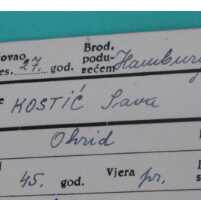 ovao Brod.
es. 27. god. podu-
zećem Hamburg
e KOSTIĆ Sava
Ohrid
45. god. Vjera pr.